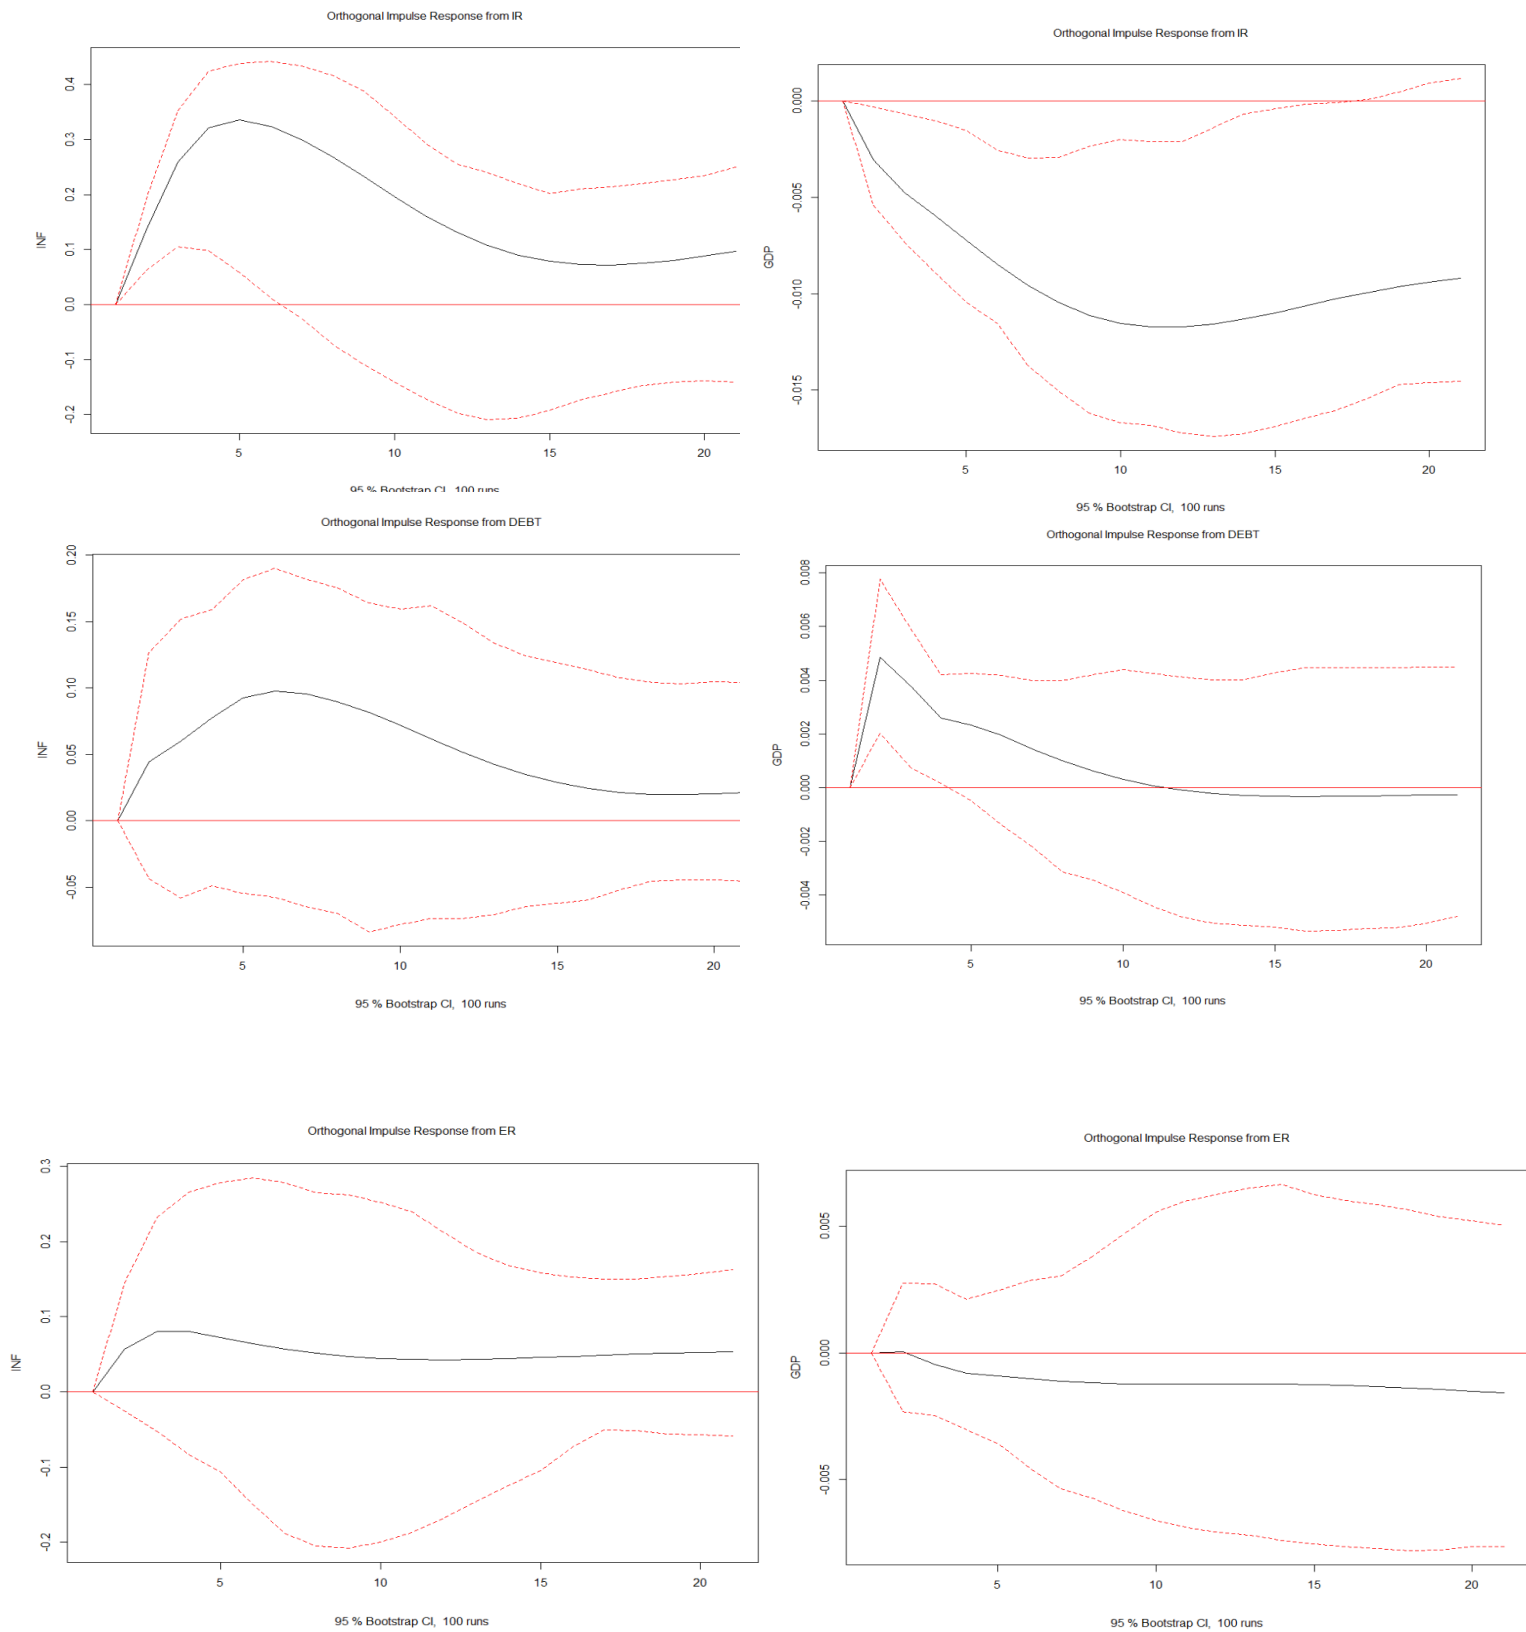 Orthogonal Impulse Response from IR
INF
0.4
0.3
0.2
0.1
0.0
-0.1
-0.2
5 10 15 20
95 % Bootstrap CI, 100 runs
Orthogonal Impulse Response from IR
GDP
0.000
-0.005
-0.010
-0.015
5 10 15 20
95 % Bootstrap CI, 100 runs
Orthogonal Impulse Response from DEBT
INF
0.20
0.15
0.10
0.05
0.00
-0.05
5 10 15 20
95 % Bootstrap CI, 100 runs
Orthogonal Impulse Response from DEBT
GDP
0.008
0.006
0.004
0.002
0.000
-0.002
-0.004
5 10 15 20
95 % Bootstrap CI, 100 runs
Orthogonal Impulse Response from ER
INF
0.3
0.2
0.1
0.0
-0.1
-0.2
5 10 15 20
95 % Bootstrap CI, 100 runs
Orthogonal Impulse Response from ER
GDP
0.005
0.000
-0.005
5 10 15 20
95 % Bootstrap CI, 100 runs